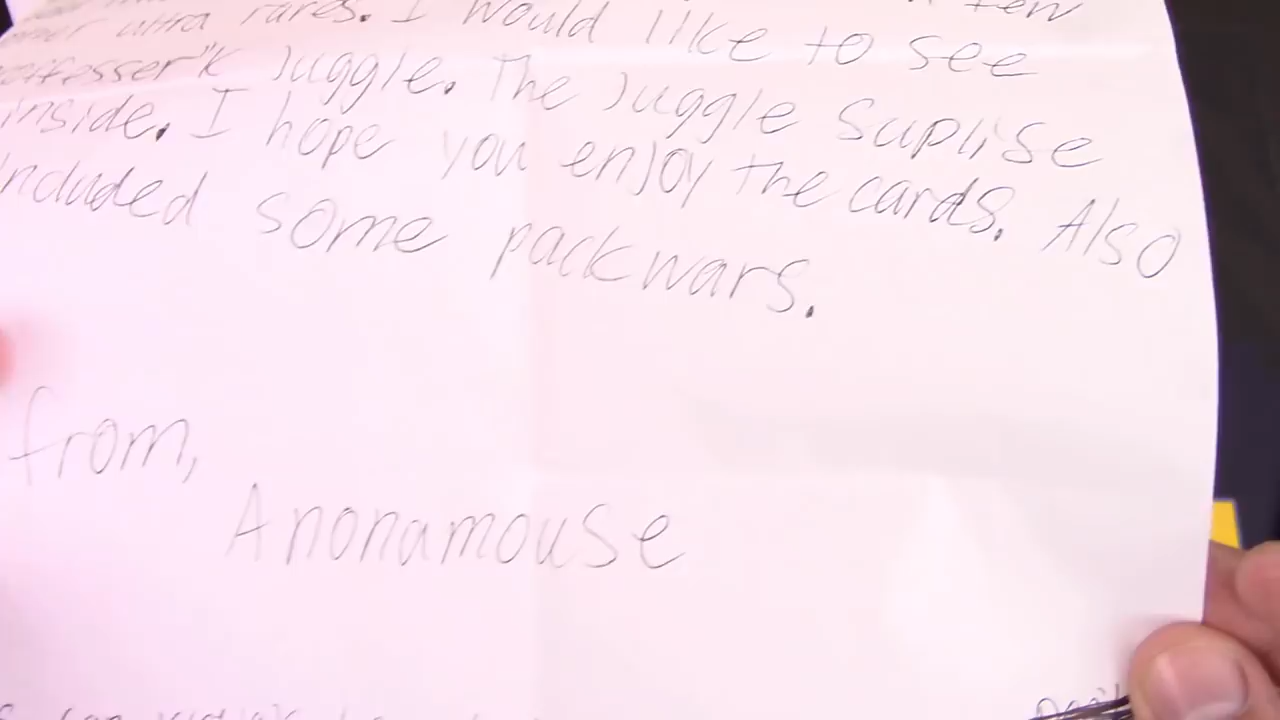 few
ultra rares. I would like to see
"K juggle. The juggle suplise
inside. I hope you enjoy the cards. Also
included some packwars.
from,
Anonamouse